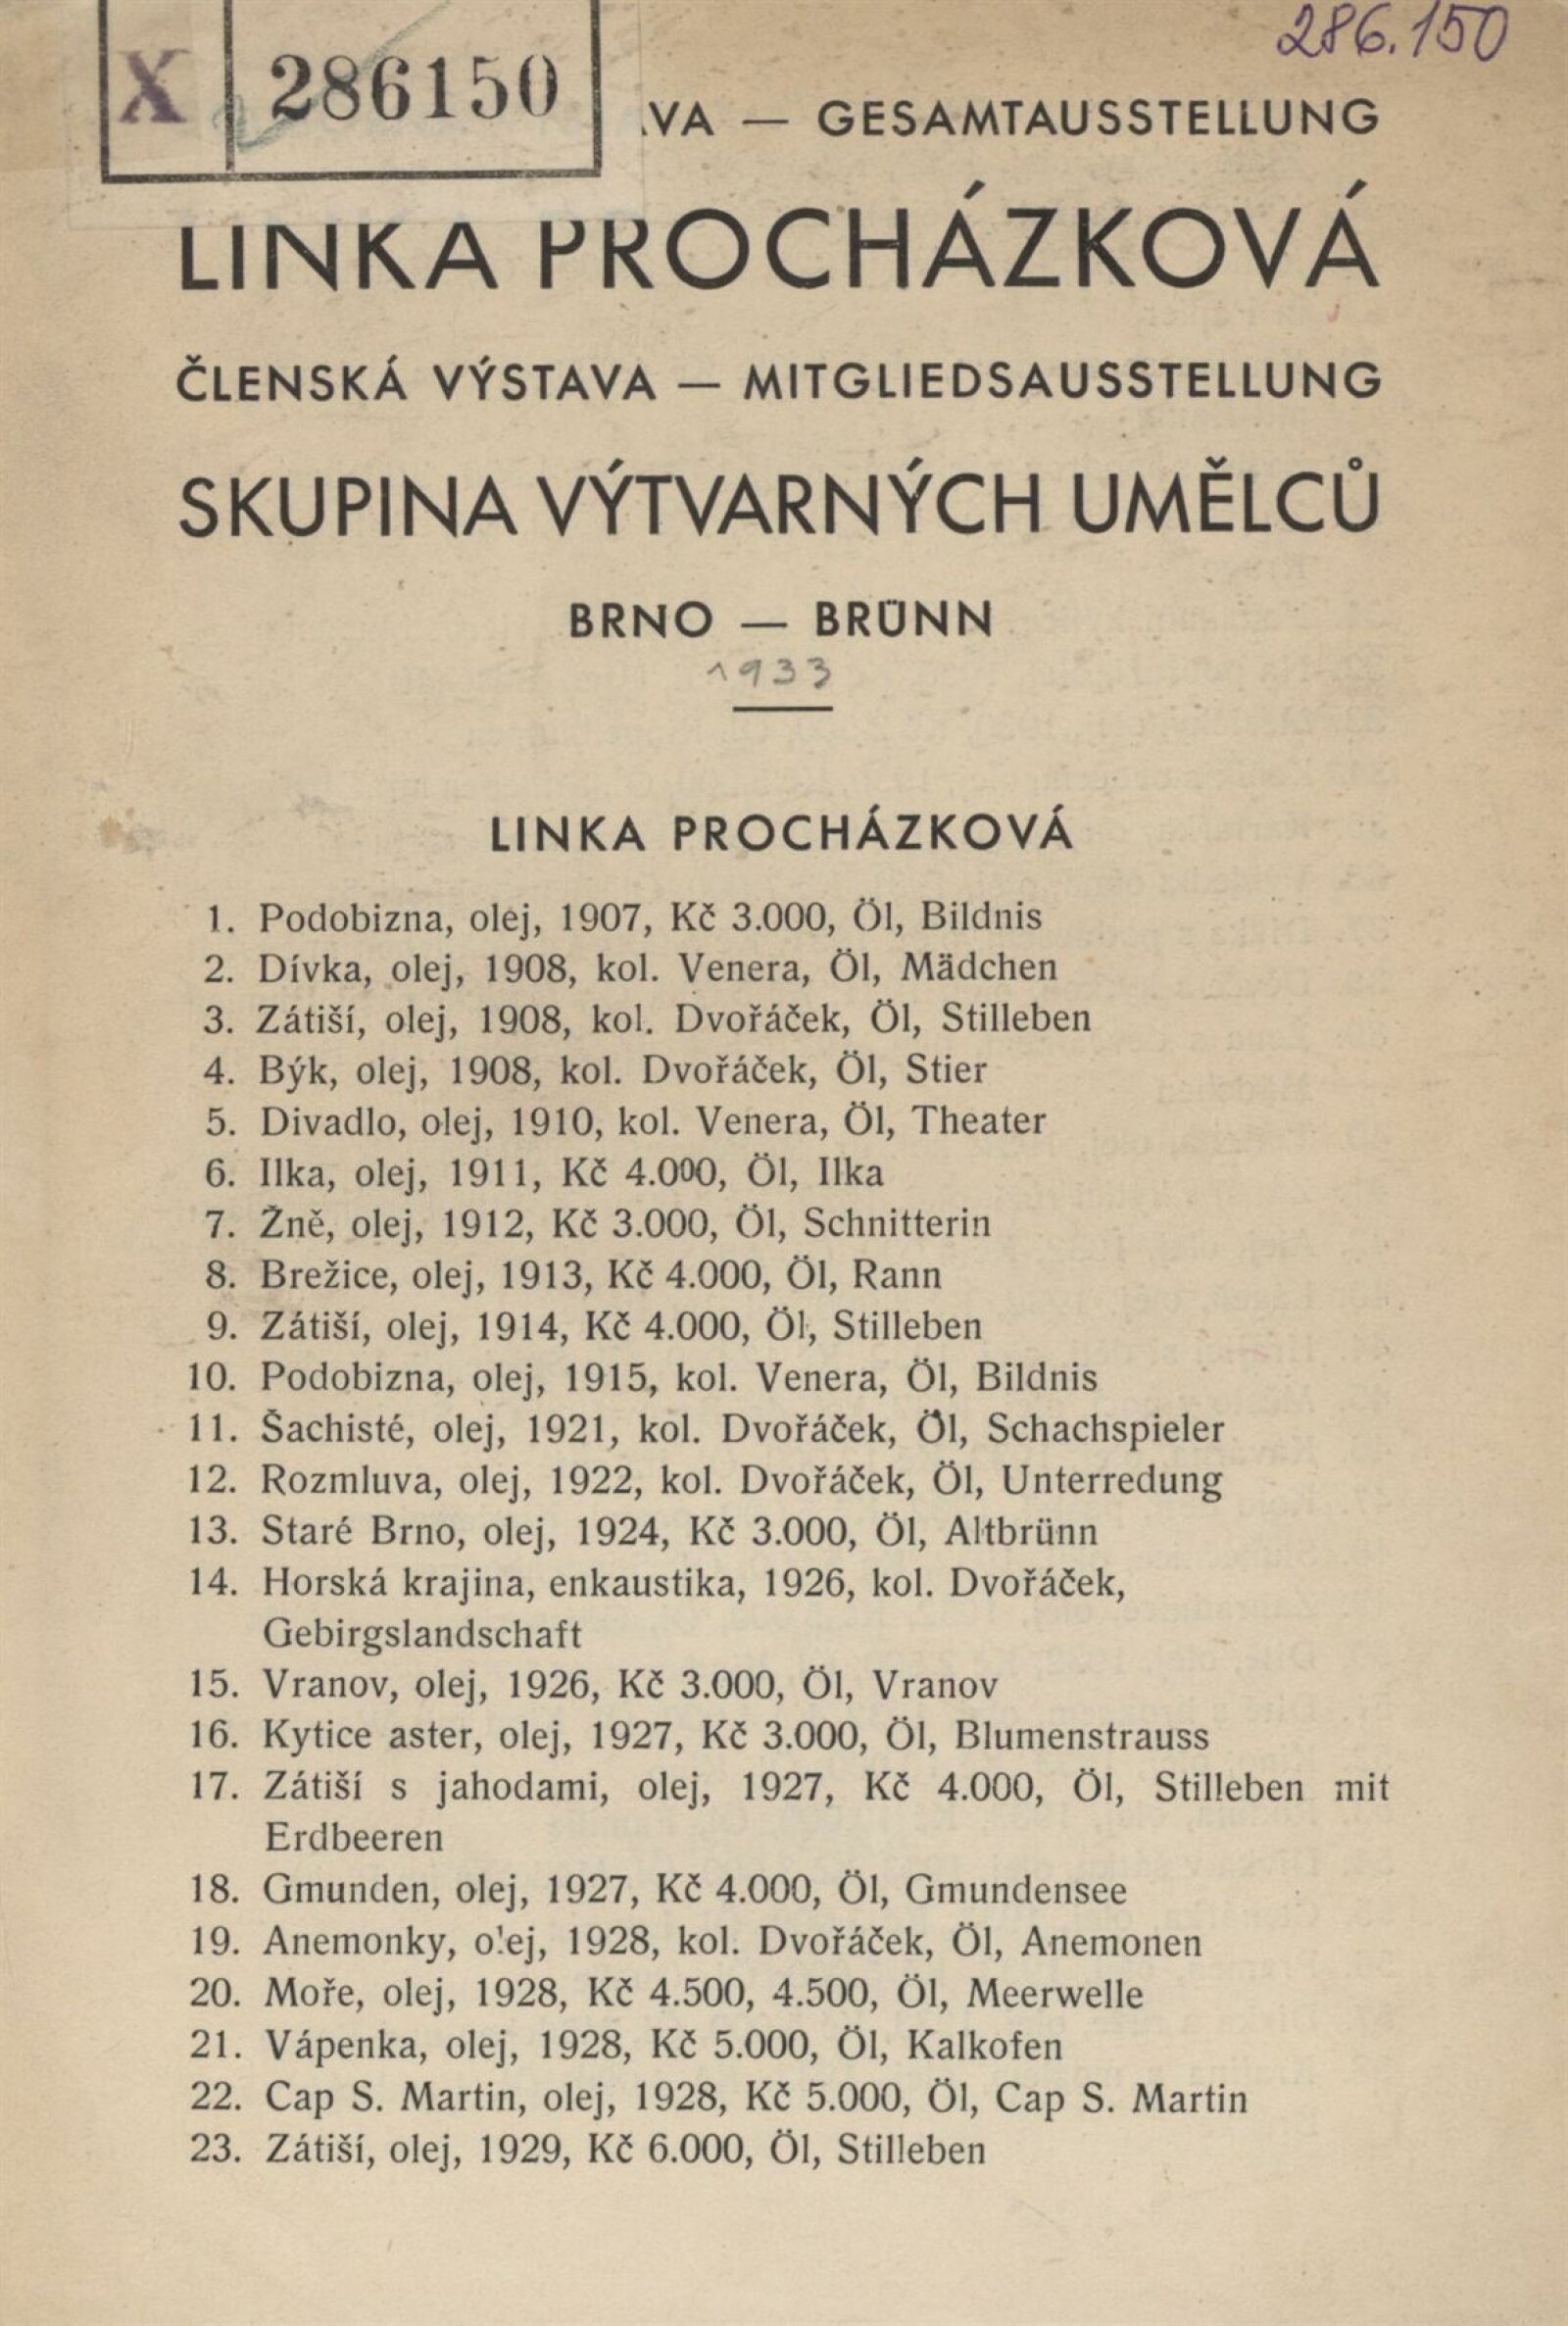 286.150
X 286150
VA — GESAMTAUSSTELLUNG
LINKA PROCHÁZKOVÁ
ČLENSKÁ VÝSTAVA — MITGLIEDSAUSSTELLUNG
SKUPINA VÝTVARNÝCH UMĚLCŮ
BRNO — BRÜNN
1933
LINKA PROCHÁZKOVÁ
1. Podobizna, olej, 1907, Kč 3.000, Öl, Bildnis
2. Dívka, olej, 1908, kol. Venera, Öl, Mädchen
3. Zátiší, olej, 1908, kol. Dvořáček, Öl, Stilleben
4. Býk, olej, 1908, kol. Dvořáček, Öl, Stier
5. Divadlo, olej, 1910, kol. Venera, Öl, Theater
6. Ilka, olej, 1911, Kč 4.000, Öl, Ilka
7. Žně, olej, 1912, Kč 3.000, Öl, Schnitterin
8. Brežice, olej, 1913, Kč 4.000, Öl, Rann
9. Zátiší, olej, 1914, Kč 4.000, Öl, Stilleben
10. Podobizna, olej, 1915, kol. Venera, Öl, Bildnis
11. Šachisté, olej, 1921, kol. Dvořáček, Öl, Schachspieler
12. Rozmluva, olej, 1922, kol. Dvořáček, Öl, Unterredung
13. Staré Brno, olej, 1924, Kč 3.000, Öl, Altbrünn
14. Horská krajina, enkaustika, 1926, kol. Dvořáček,
Gebirgslandschaft
15. Vranov, olej, 1926, Kč 3.000, Öl, Vranov
16. Kytice aster, olej, 1927, Kč 3.000, Öl, Blumenstrauss
17. Zátiší s jahodami, olej, 1927, Kč 4.000, Öl, Stilleben mit
Erdbeeren
18. Gmunden, olej, 1927, Kč 4.000, Öl, Gmundensee
19. Anemonky, olej, 1928, kol. Dvořáček, Öl, Anemonen
20. Moře, olej, 1928, Kč 4.500, 4.500, Öl, Meerwelle
21. Vápenka, olej, 1928, Kč 5.000, Öl, Kalkofen
22. Cap S. Martin, olej, 1928, Kč 5.000, Öl, Cap S. Martin
23. Zátiší, olej, 1929, Kč 6.000, Öl, Stilleben